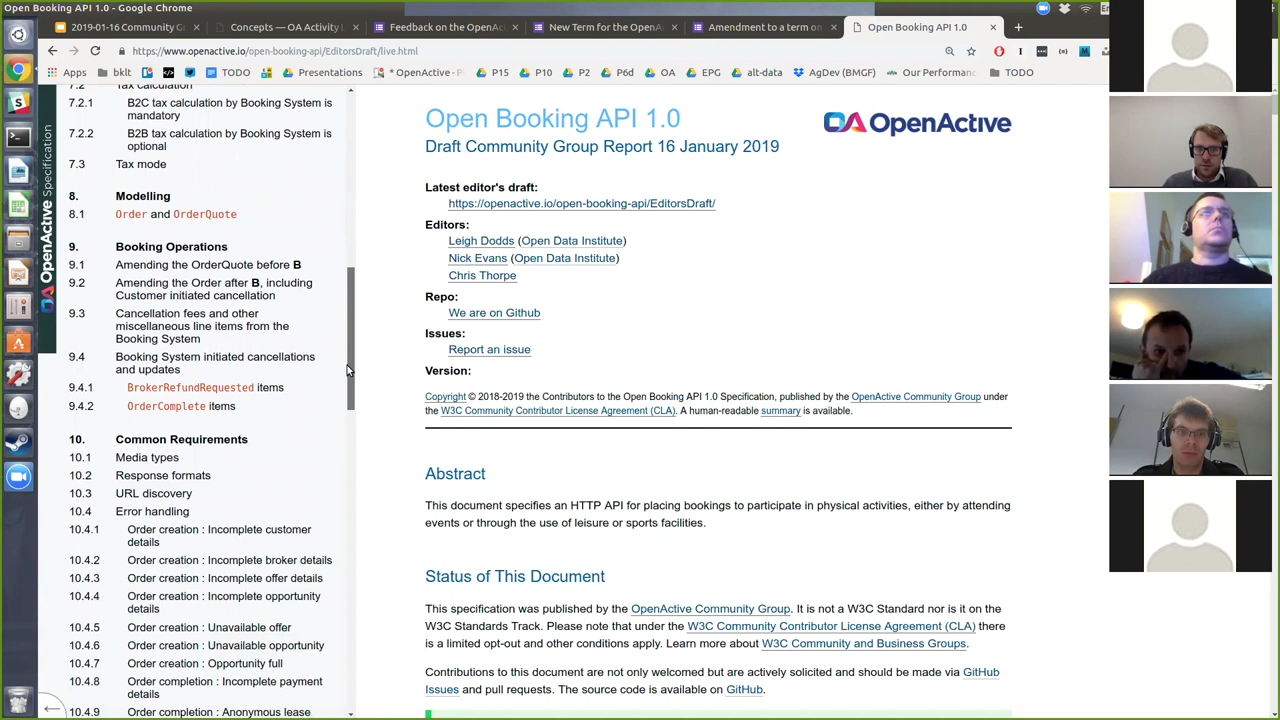 Open Booking API 1.0 - Google Chrome
2019-01-16 Community G
Concepts — OA Activity L
Feedback on the OpenAc
New Term for the OpenA
Amendment to a term on
Open Booking API 1.0
https://www.openactive.io/open-booking-api/EditorsDraft/live.html
Apps
bklt
TODO
Presentations
* OpenActive - P
P15
P10
P2
P6d
OA
EPG
alt-data
AgDev (BMGF)
Our Performanc
TODO
OpenActive Specification
7.2 Tax calculation
7.2.1 B2C tax calculation by Booking System is
mandatory
7.2.2 B2B tax calculation by Booking System is
optional
7.3 Tax mode
8. Modelling
8.1 Order and OrderQuote
9. Booking Operations
9.1 Amending the OrderQuote before B
9.2 Amending the Order after B, including
Customer initiated cancellation
9.3 Cancellation fees and other
miscellaneous line items from the
Booking System
9.4 Booking System initiated cancellations
and updates
9.4.1 BrokerRefundRequested items
9.4.2 OrderComplete items
10. Common Requirements
10.1 Media types
10.2 Response formats
10.3 URL discovery
10.4 Error handling
10.4.1 Order creation : Incomplete customer
details
10.4.2 Order creation : Incomplete broker details
10.4.3 Order creation : Incomplete offer details
10.4.4 Order creation : Incomplete opportunity
details
10.4.5 Order creation : Unavailable offer
10.4.6 Order creation : Unavailable opportunity
10.4.7 Order creation : Opportunity full
10.4.8 Order completion : Incomplete payment
details
10.4.9 Order completion : Anonymous lease
Open Booking API 1.0
OA OpenActive
Draft Community Group Report 16 January 2019
Latest editor's draft:
https://openactive.io/open-booking-api/EditorsDraft/
Editors:
Leigh Dodds (Open Data Institute)
Nick Evans (Open Data Institute)
Chris Thorpe
Repo:
We are on Github
Issues:
Report an issue
Version:
Copyright © 2018-2019 the Contributors to the Open Booking API 1.0 Specification, published by the OpenActive Community Group under
the W3C Community Contributor License Agreement (CLA). A human-readable summary is available.
Abstract
This document specifies an HTTP API for placing bookings to participate in physical activities, either by attending
events or through the use of leisure or sports facilities.
Status of This Document
This specification was published by the OpenActive Community Group. It is not a W3C Standard nor is it on the
W3C Standards Track. Please note that under the W3C Community Contributor License Agreement (CLA) there
is a limited opt-out and other conditions apply. Learn more about W3C Community and Business Groups.
Contributions to this document are not only welcomed but are actively solicited and should be made via GitHub
Issues and pull requests. The source code is available on GitHub.